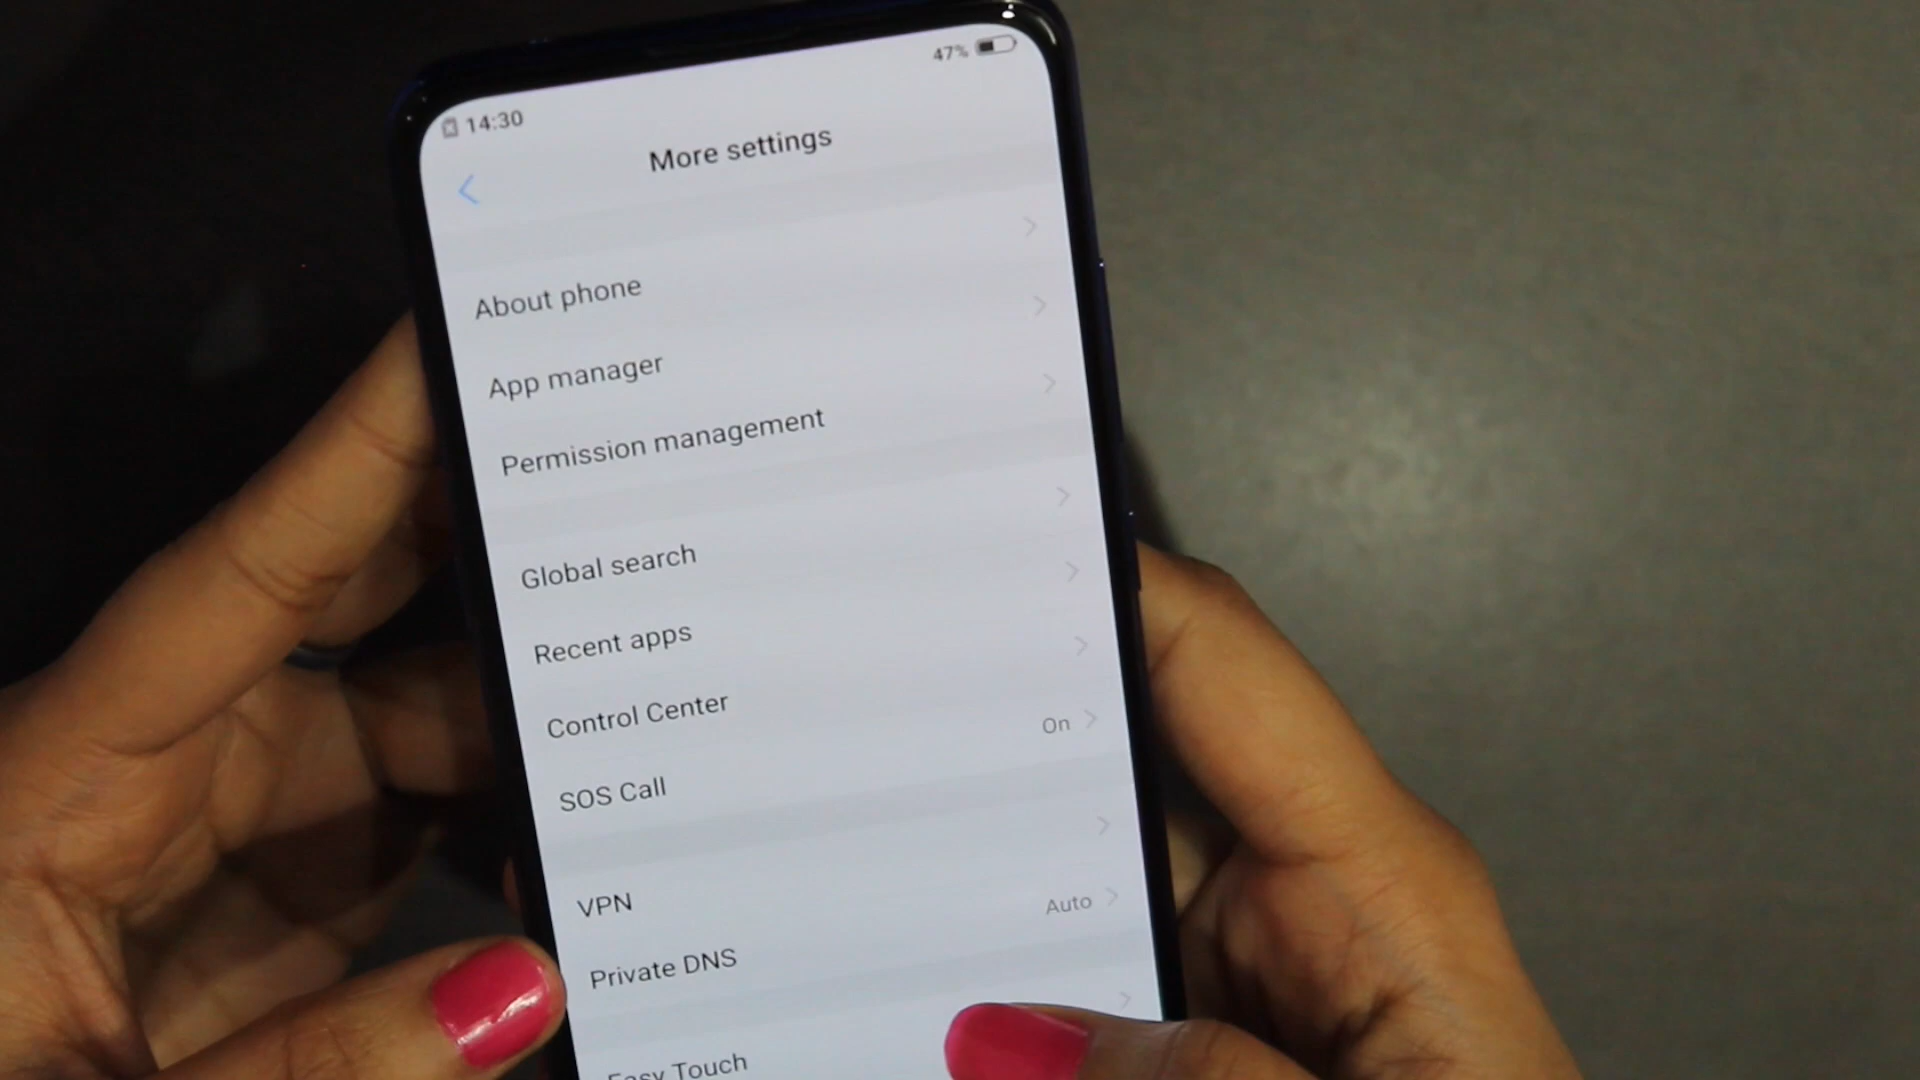 14:30
47%
More settings
About phone
App manager
Permission management
Global search
Recent apps
Control Center
SOS Call On
VPN
Private DNS Auto
Easy Touch